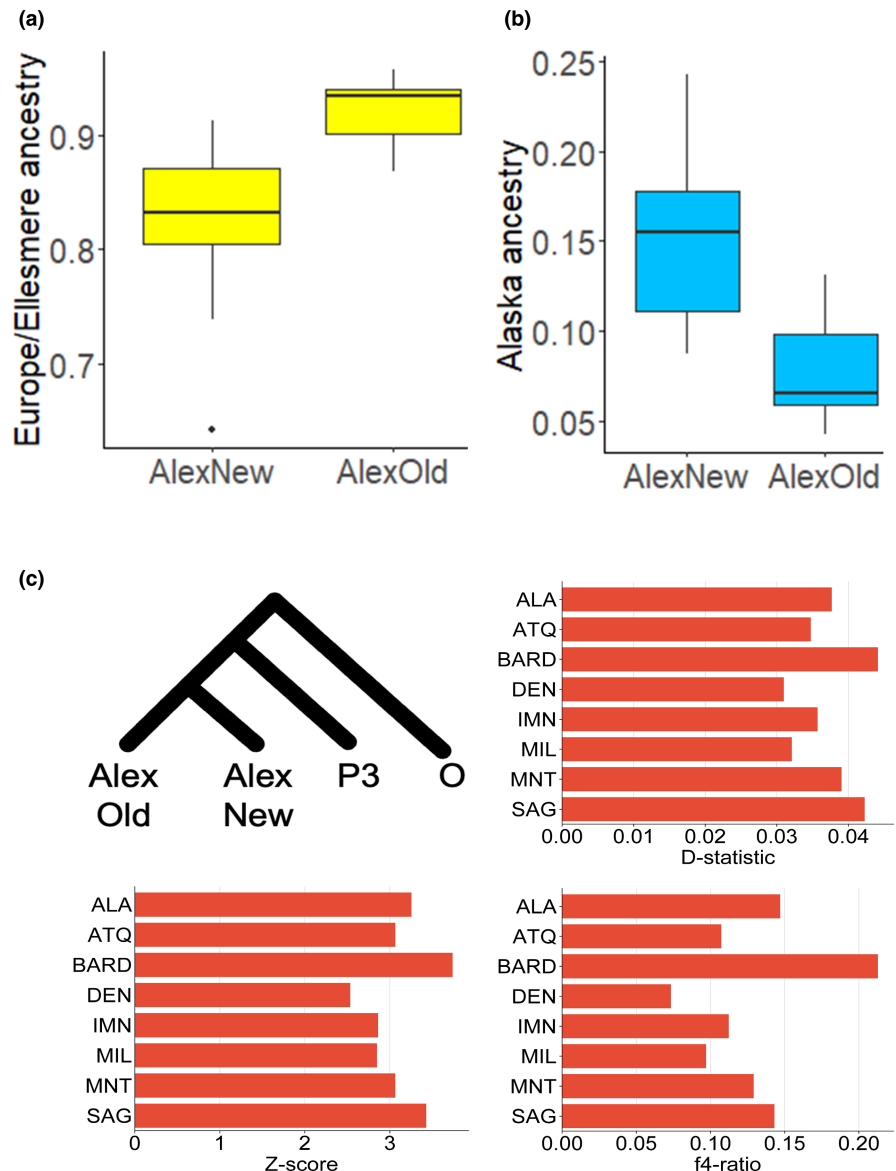 (a)
Europe/Ellesmere ancestry
0.9
0.8
0.7
AlexNew
AlexOld
(b)
Alaska ancestry
0.25
0.20
0.15
0.10
0.05
AlexNew
AlexOld
(c)
Alex
Old
Alex
New
P3
O
ALA
ATQ
BARD
DEN
IMN
MIL
MNT
SAG
0.00
0.01
0.02
0.03
0.04
D-statistic
ALA
ATQ
BARD
DEN
IMN
MIL
MNT
SAG
0
1
2
3
Z-score
ALA
ATQ
BARD
DEN
IMN
MIL
MNT
SAG
0.00
0.05
0.10
0.15
0.20
f4-ratio